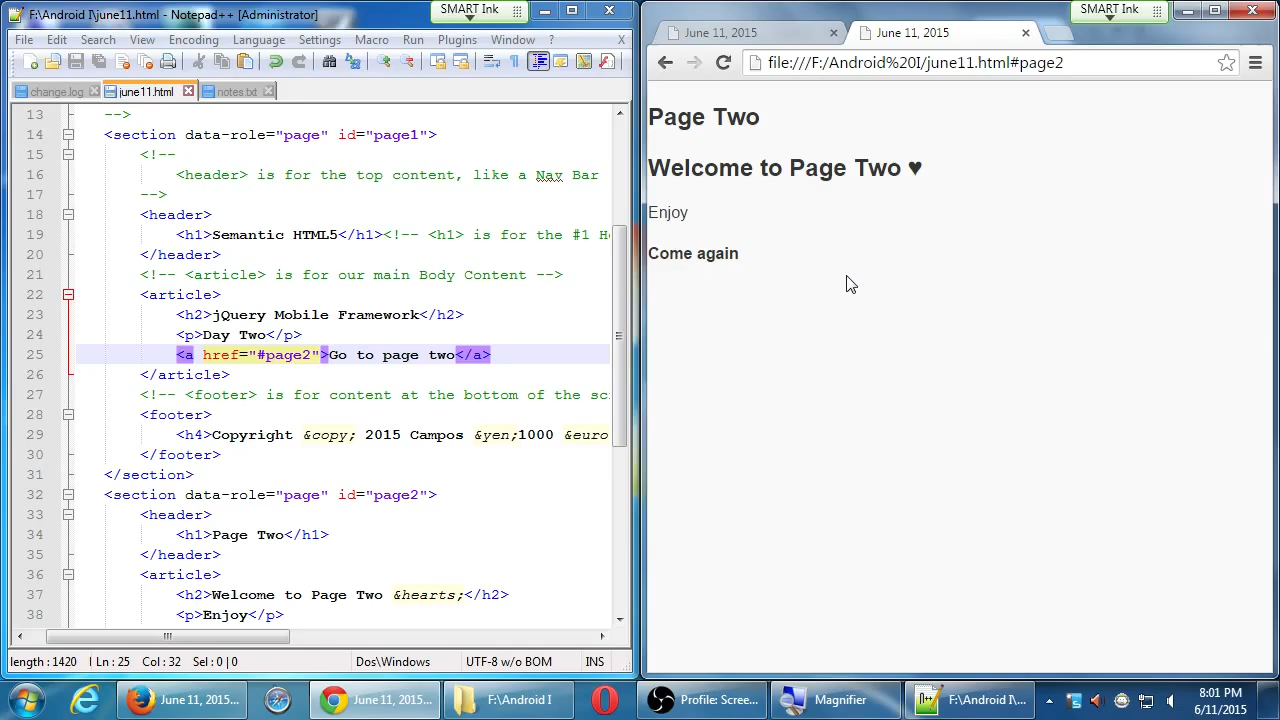 F:\Android I\june11.html - Notepad++ [Administrator]
SMART Ink
File Edit Search View Encoding Language Settings Macro Run Plugins Window ? X
change.log june11.html notes.txt
13 -->
14 <section data-role="page" id="page1">
15 <!--
16 <header> is for the top content, like a Nav Bar
17 -->
18 <header>
19 <h1>Semantic HTML5</h1><!-- <h1> is for the #1 He
20 </header>
21 <!-- <article> is for our main Body Content -->
22 <article>
23 <h2>jQuery Mobile Framework</h2>
24 <p>Day Two</p>
25 <a href="#page2">Go to page two</a>
26 </article>
27 <!-- <footer> is for content at the bottom of the scr
28 <footer>
29 <h4>Copyright &copy; 2015 Campos &yen;1000 &euro
30 </footer>
31 </section>
32 <section data-role="page" id="page2">
33 <header>
34 <h1>Page Two</h1>
35 </header>
36 <article>
37 <h2>Welcome to Page Two &hearts;</h2>
38 <p>Enjoy</p>
length : 1420 Ln : 25 Col : 32 Sel : 0 | 0 Dos\Windows UTF-8 w/o BOM INS
SMART Ink
June 11, 2015 June 11, 2015
file:///F:/Android%20I/june11.html#page2
Page Two
Welcome to Page Two ♥
Enjoy
Come again
June 11, 2015... June 11, 2015... F:\Android I Profile: Scree... Magnifier F:\Android I\... 8:01 PM
6/11/2015